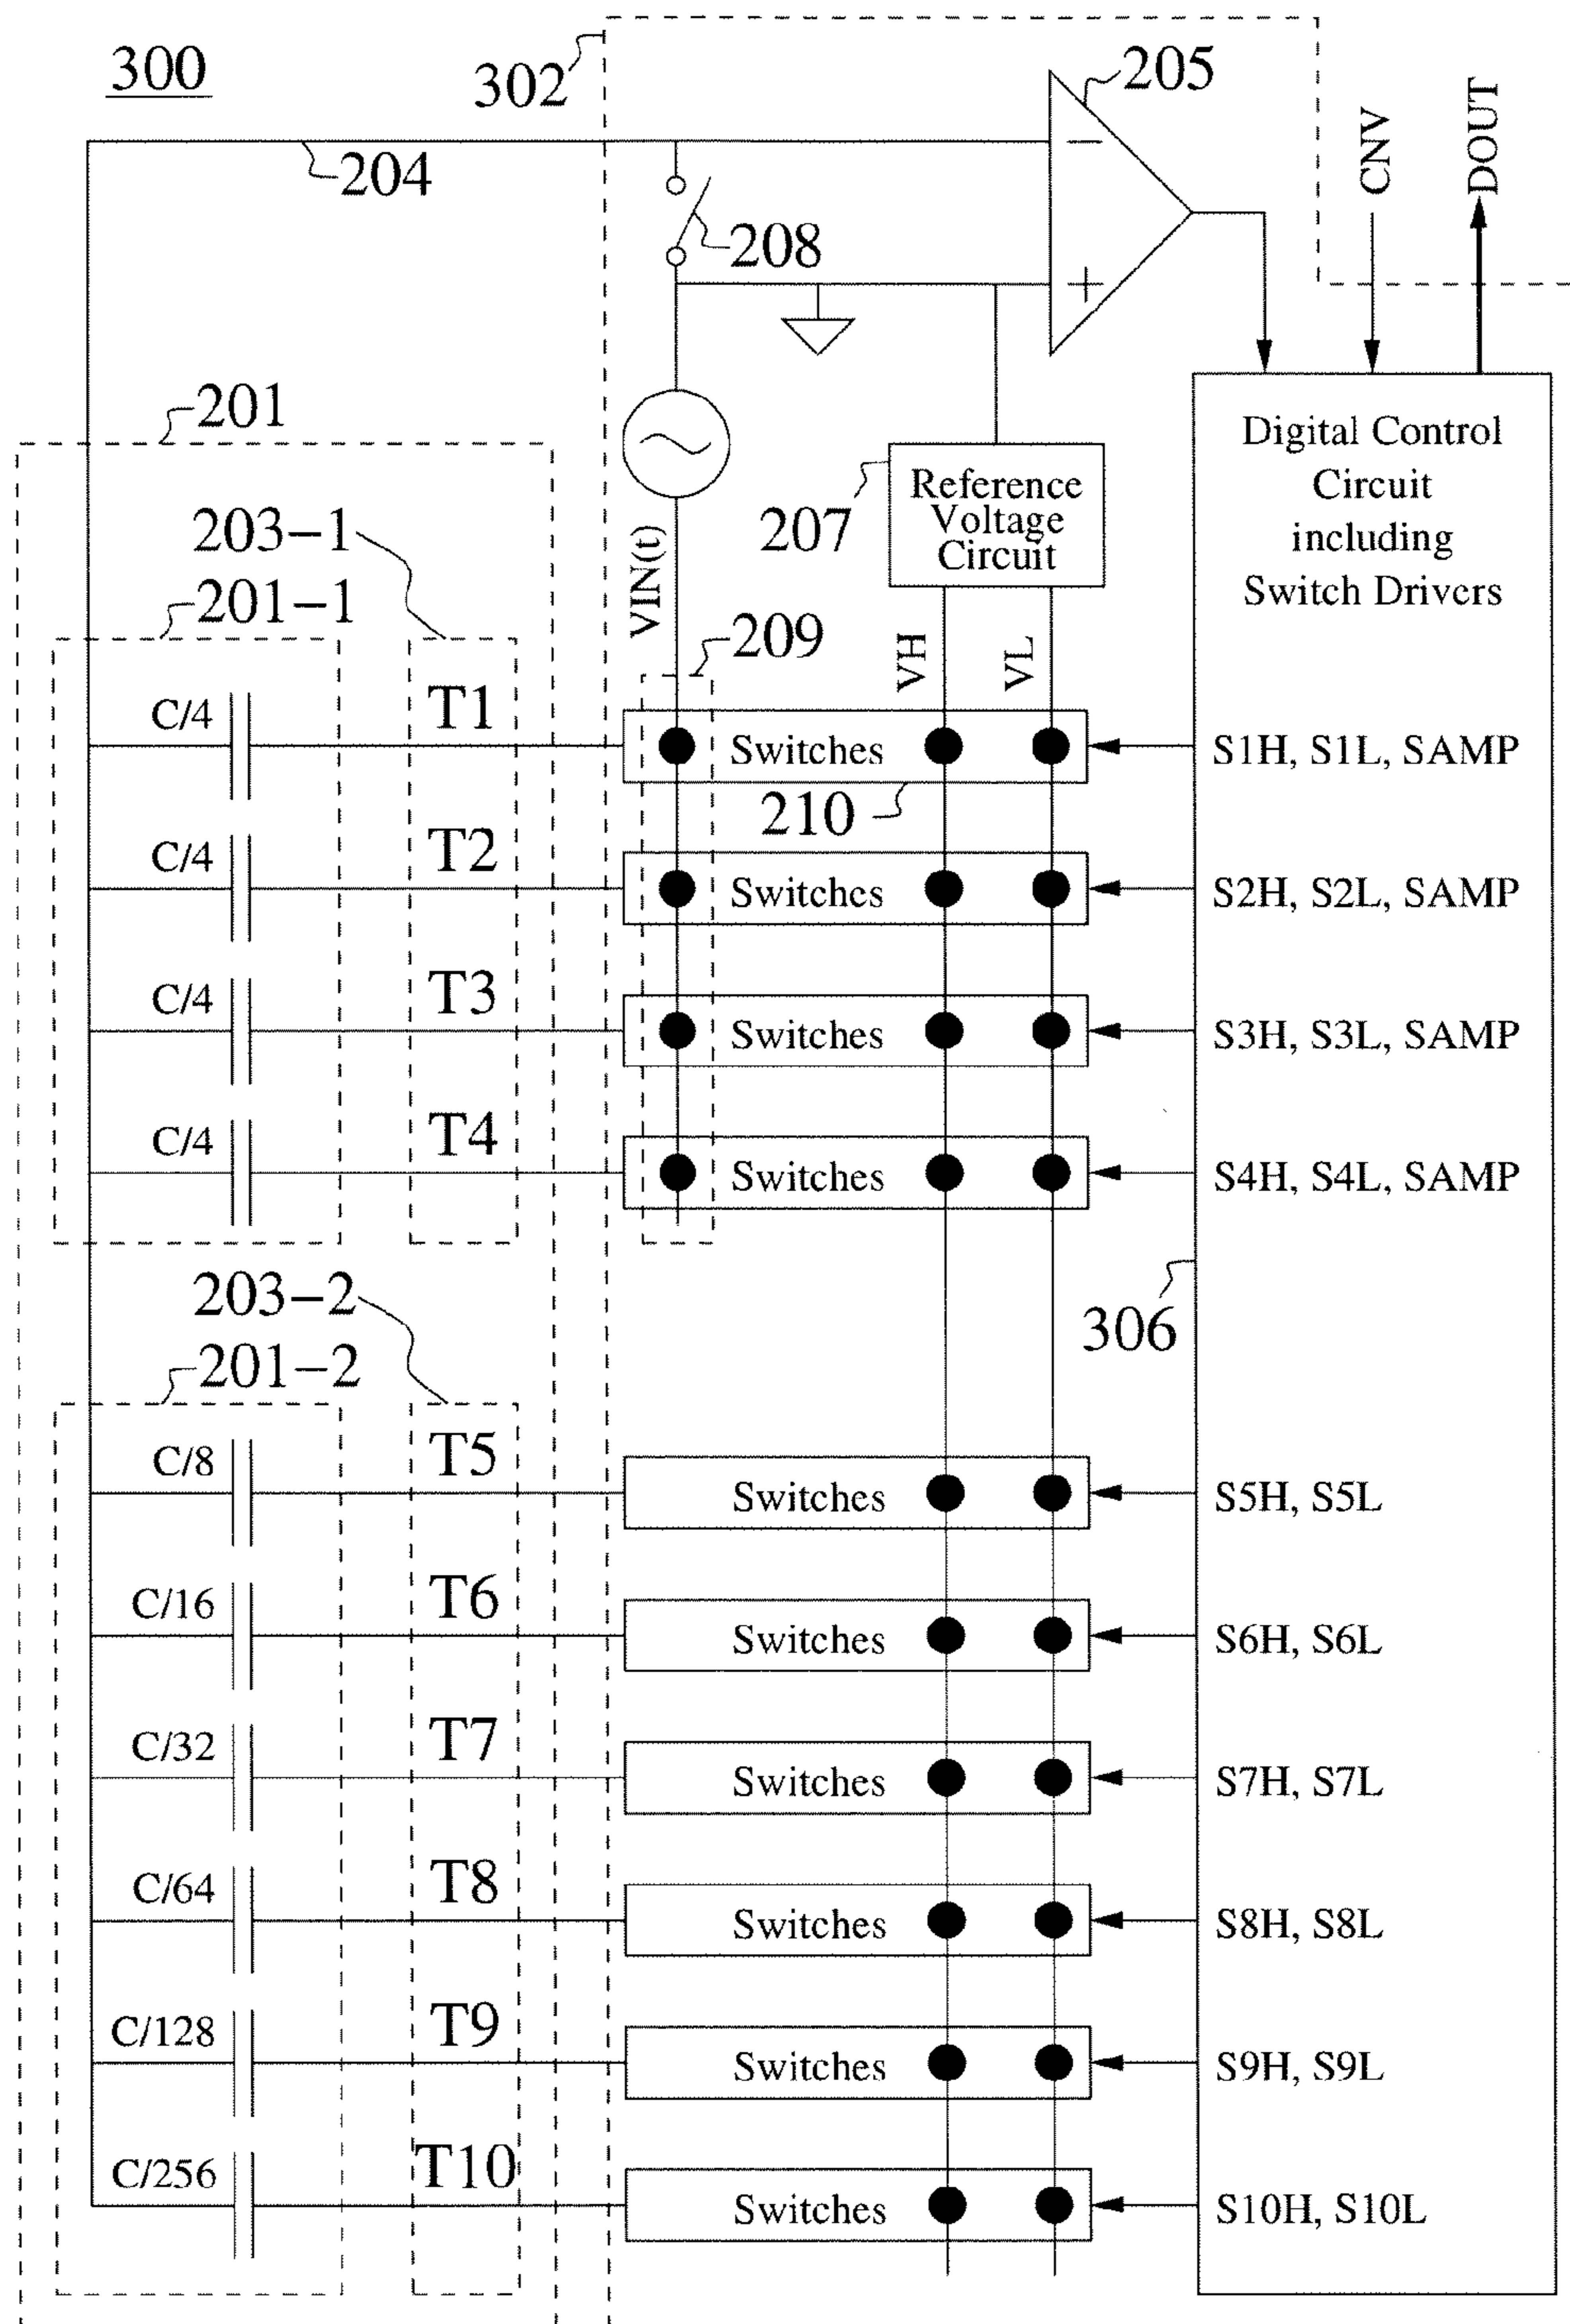 300
302
205
CNV
DOUT
204
−
208
+
201
203−1
201−1
VIN(t)
207
Reference
Voltage
Circuit
Digital Control
Circuit
including
Switch Drivers
209
VH
VL
C/4
T1
Switches
S1H, S1L, SAMP
210
C/4
T2
Switches
S2H, S2L, SAMP
C/4
T3
Switches
S3H, S3L, SAMP
C/4
T4
Switches
S4H, S4L, SAMP
203−2
201−2
306
C/8
T5
Switches
S5H, S5L
C/16
T6
Switches
S6H, S6L
C/32
T7
Switches
S7H, S7L
C/64
T8
Switches
S8H, S8L
C/128
T9
Switches
S9H, S9L
C/256
T10
Switches
S10H, S10L